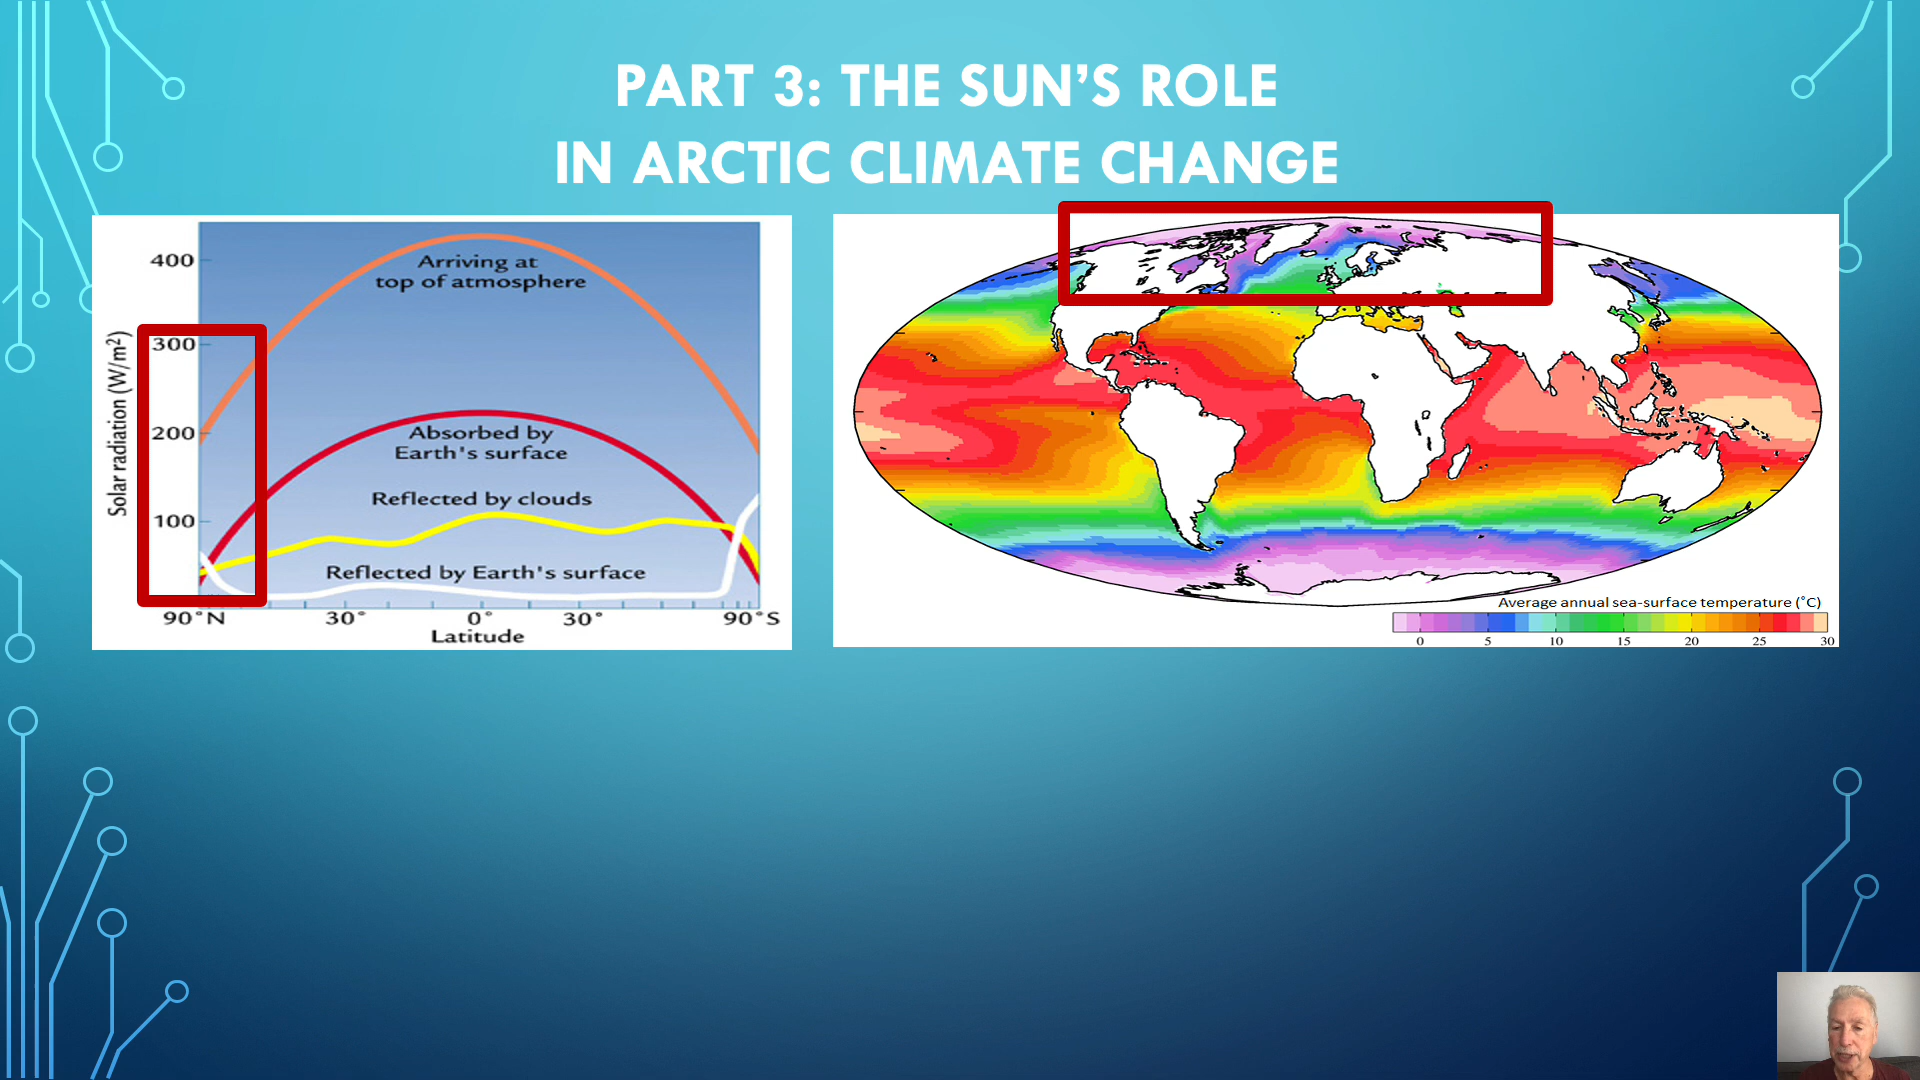 PART 3: THE SUN’S ROLE
IN ARCTIC CLIMATE CHANGE
Solar radiation (W/m²)
400
300
200
100
Arriving at
top of atmosphere
Absorbed by
Earth's surface
Reflected by clouds
Reflected by Earth's surface
90°N 30° 0° 30° 90°S
Latitude
Average annual sea-surface temperature (˚C)
0 5 10 15 20 25 30